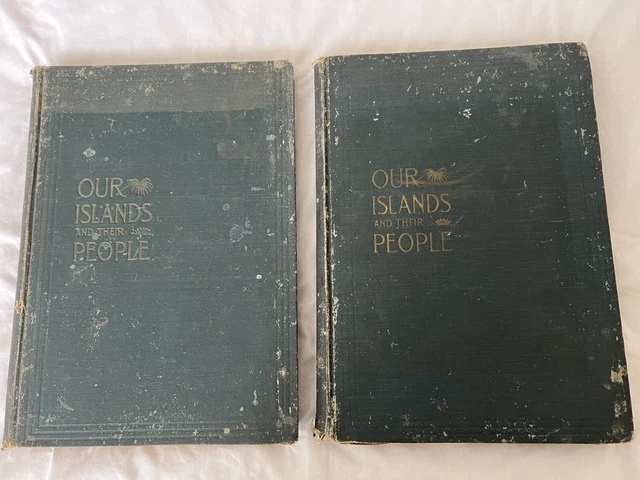 OUR
ISLANDS
AND THEIR
PEOPLE
OUR
ISLANDS
AND THEIR
PEOPLE